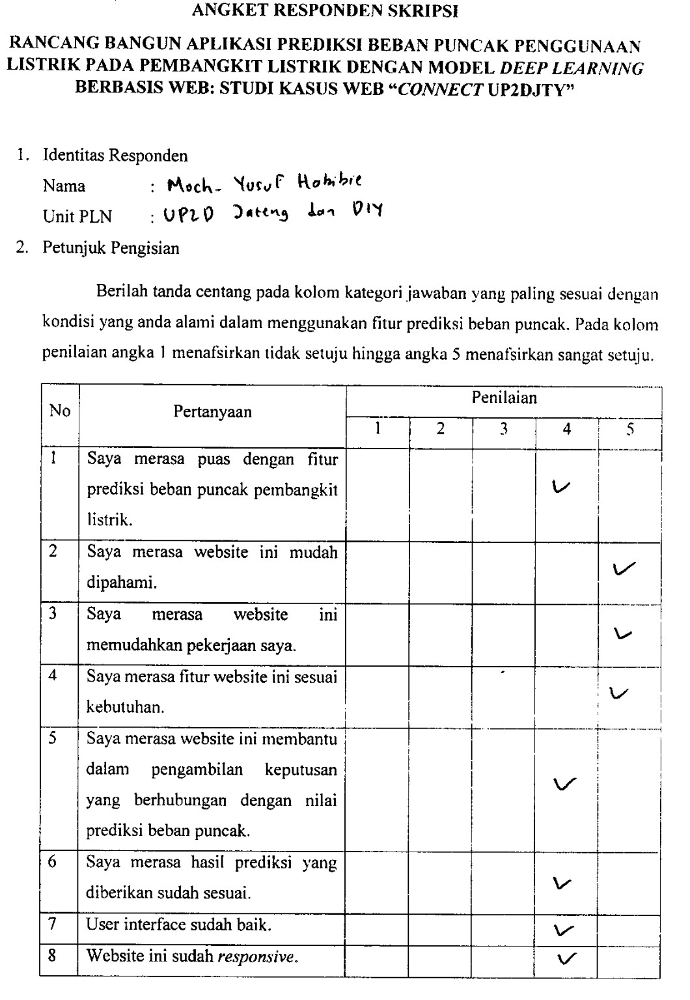 ANGKET RESPONDEN SKRIPSI
RANCANG BANGUN APLIKASI PREDIKSI BEBAN PUNCAK PENGGUNAAN
LISTRIK PADA PEMBANGKIT LISTRIK DENGAN MODEL DEEP LEARNING
BERBASIS WEB: STUDI KASUS WEB “CONNECT UP2DJTY”
1. Identitas Responden
Nama : Moch. Yusuf Habibie
Unit PLN : UP2D Jateng dan DIY
2. Petunjuk Pengisian
Berilah tanda centang pada kolom kategori jawaban yang paling sesuai dengan
kondisi yang anda alami dalam menggunakan fitur prediksi beban puncak. Pada kolom
penilaian angka 1 menafsirkan tidak setuju hingga angka 5 menafsirkan sangat setuju.
No Pertanyaan Penilaian
1 2 3 4 5
1 Saya merasa puas dengan fitur
prediksi beban puncak pembangkit ✓
listrik.
2 Saya merasa website ini mudah
dipahami. ✓
3 Saya merasa website ini
memudahkan pekerjaan saya. ✓
4 Saya merasa fitur website ini sesuai
kebutuhan. ✓
5 Saya merasa website ini membantu
dalam pengambilan keputusan ✓
yang berhubungan dengan nilai
prediksi beban puncak.
6 Saya merasa hasil prediksi yang
diberikan sudah sesuai. ✓
7 User interface sudah baik. ✓
8 Website ini sudah responsive. ✓